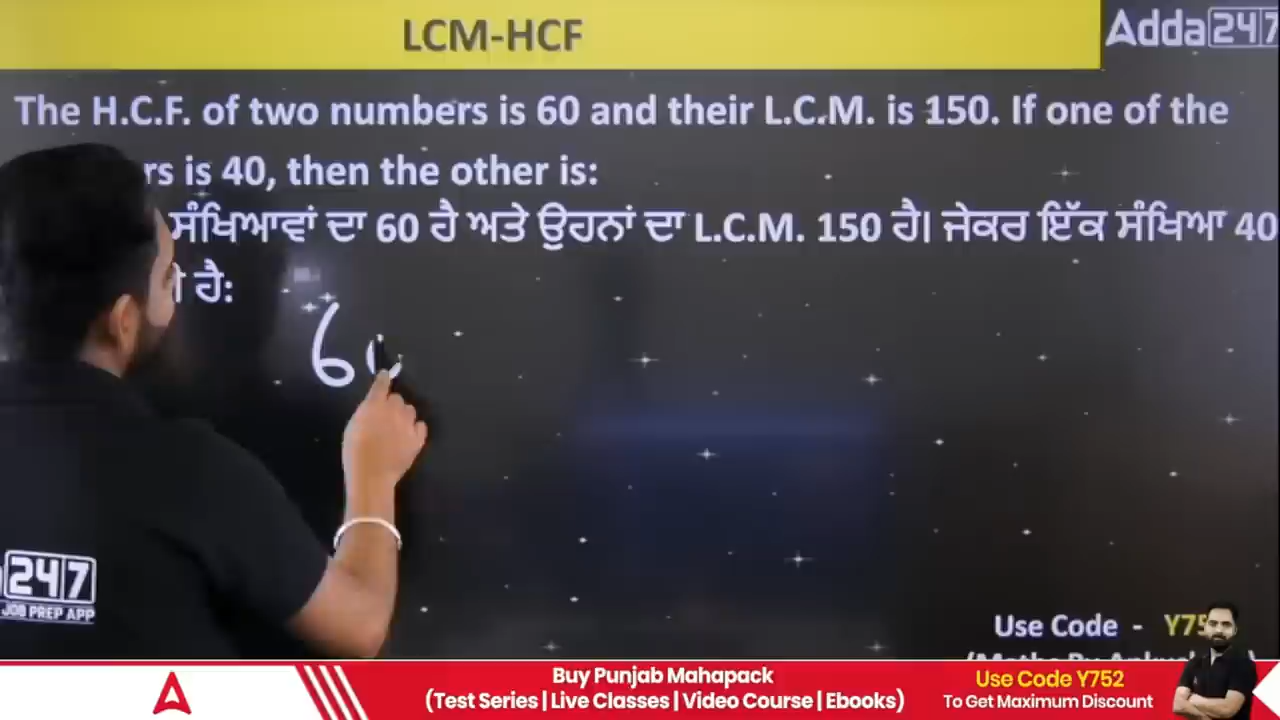 LCM-HCF
Adda247
The H.C.F. of two numbers is 60 and their L.C.M. is 150. If one of the
rs is 40, then the other is:
ਸੰਖਿਆਵਾਂ ਦਾ 60 ਹੈ ਅਤੇ ਉਹਨਾਂ ਦਾ L.C.M. 150 ਹੈ। ਜੇਕਰ ਇੱਕ ਸੰਖਿਆ 40
ਹੈ:
60
247
JOB PREP APP
Use Code - Y75
Buy Punjab Mahapack
(Test Series | Live Classes | Video Course | Ebooks)
Use Code Y752
To Get Maximum Discount